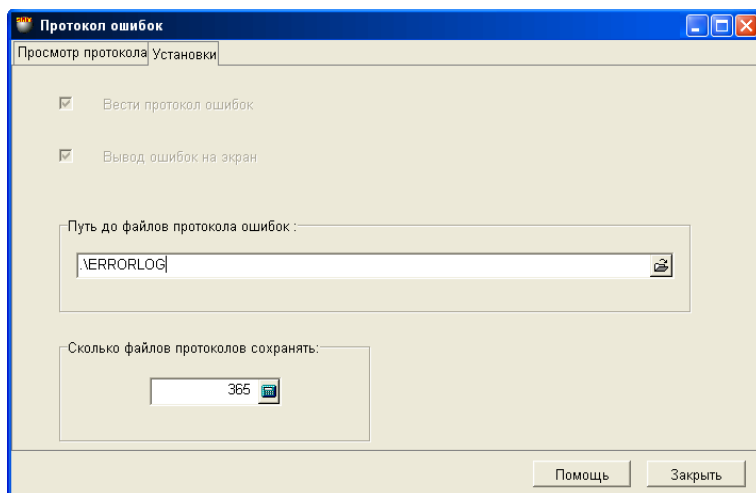 Протокол ошибок
Просмотр протокола Установки
Вести протокол ошибок
Вывод ошибок на экран
Путь до файлов протокола ошибок :
.\ERRORLOG
Сколько файлов протоколов сохранять:
365
Помощь Закрыть